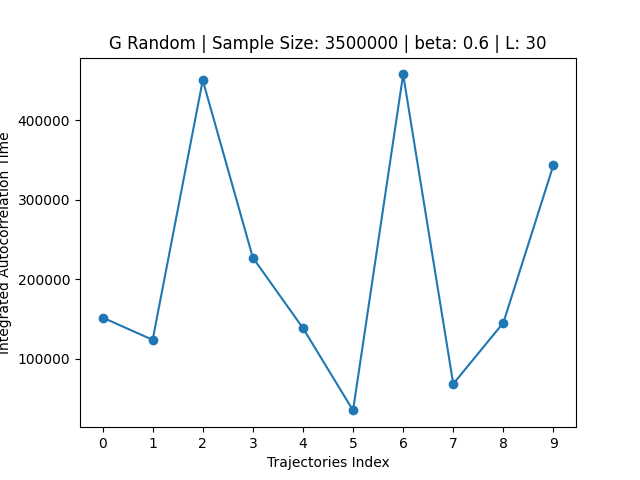 G Random | Sample Size: 3500000 | beta: 0.6 | L: 30
Integrated Autocorrelation Time
400000
300000
200000
100000
0 1 2 3 4 5 6 7 8 9
Trajectories Index